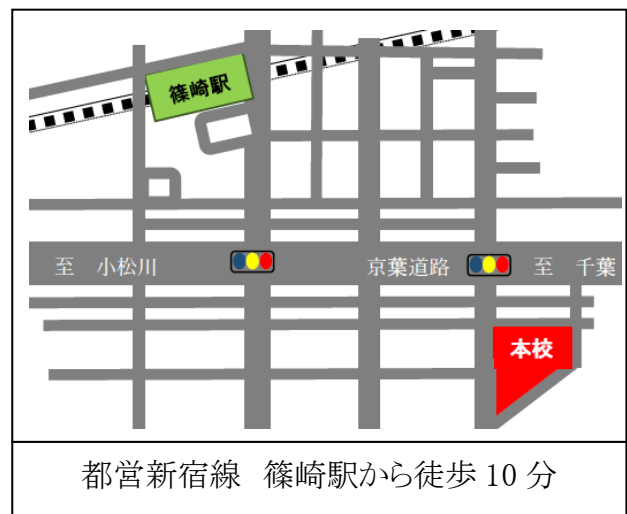 篠崎駅
至 小松川
京葉道路
至 千葉
本校
都営新宿線 篠崎駅から徒歩 10 分